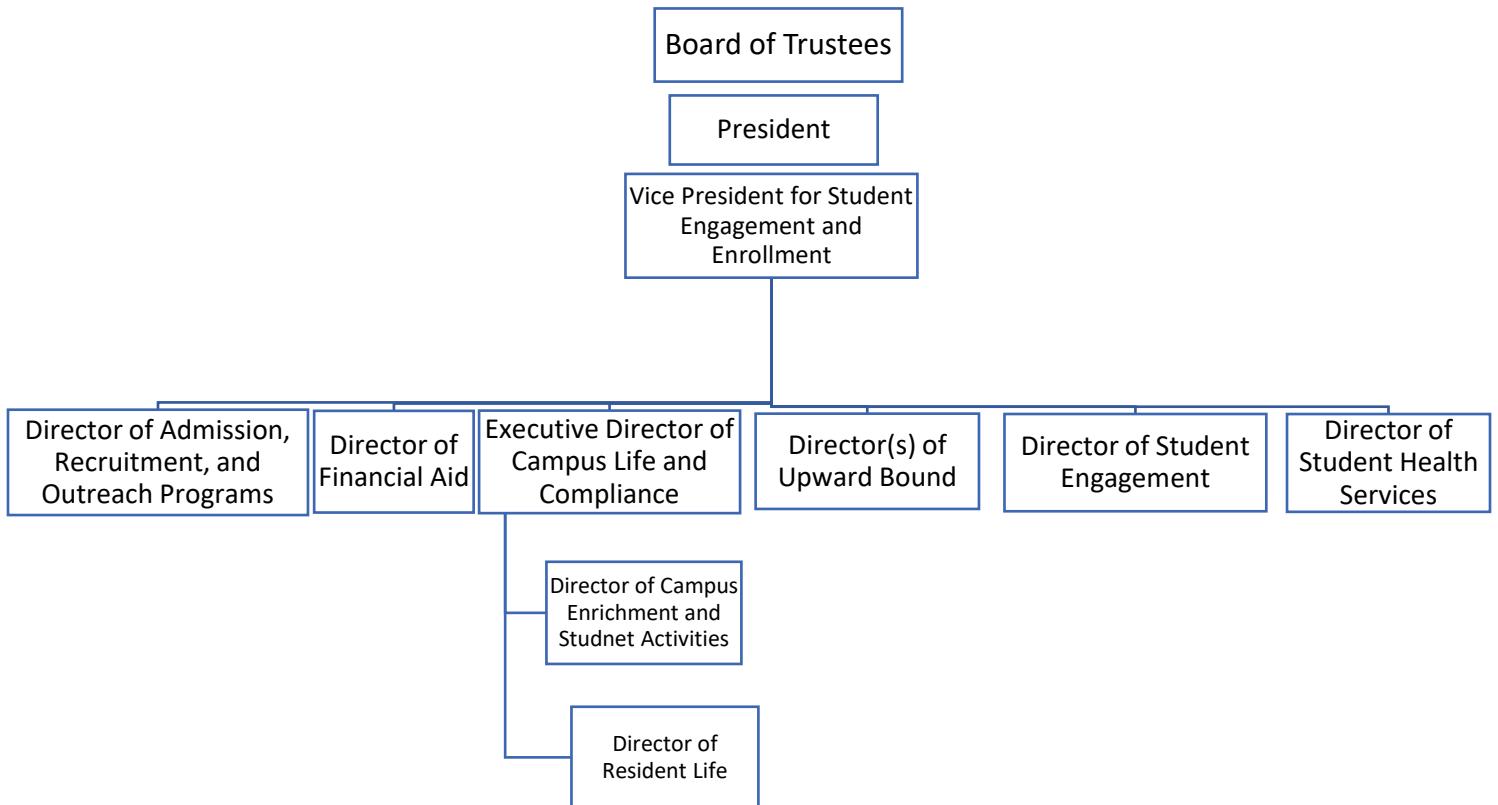 Board of Trustees
President
Vice President for Student
Engagement and
Enrollment
Director of Admission,
Recruitment, and
Outreach Programs
Director of
Financial Aid
Executive Director of
Campus Life and
Compliance
Director(s) of
Upward Bound
Director of Student
Engagement
Director of
Student Health
Services
Director of Campus
Enrichment and
Studnet Activities
Director of
Resident Life